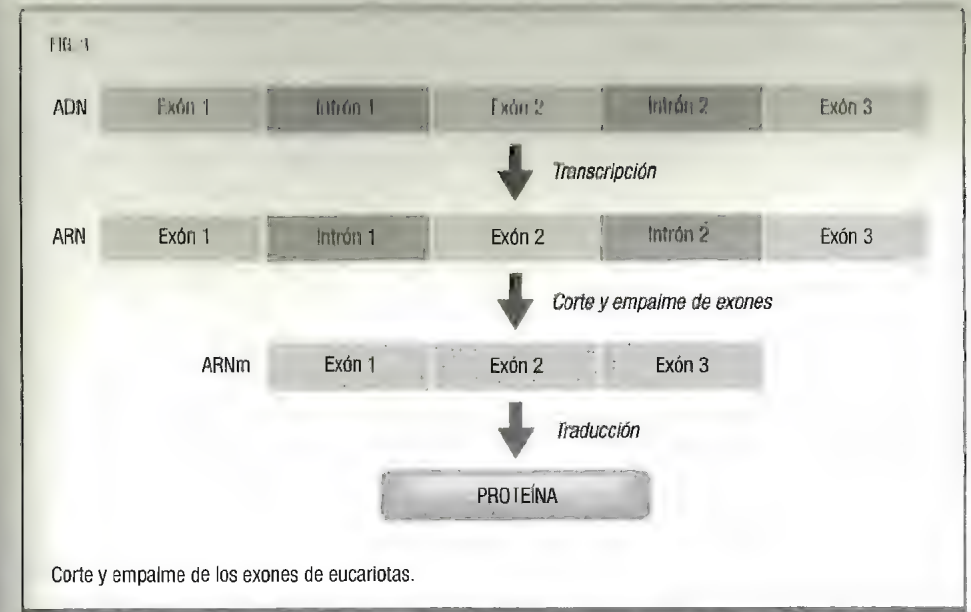 FIG. 3
ADN Exón 1 Intrón 1 Exón 2 Intrón 2 Exón 3
Transcripción
ARN Exón 1 Intrón 1 Exón 2 Intrón 2 Exón 3
Corte y empalme de exones
ARNm Exón 1 Exón 2 Exón 3
Traducción
PROTEÍNA
Corte y empalme de los exones de eucariotas.